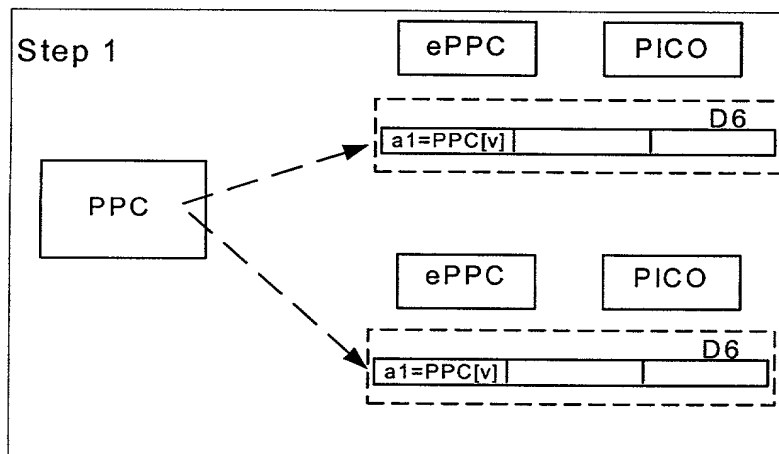 Step 1
ePPC
PICO
D6
a1=PPC[v]
PPC
ePPC
PICO
D6
a1=PPC[v]